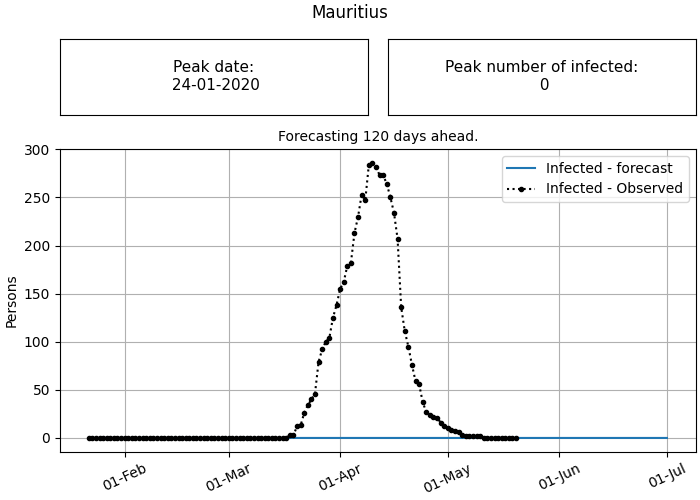 Mauritius
Peak date:
24-01-2020
Peak number of infected:
0
Forecasting 120 days ahead.
Infected - forecast
Infected - Observed
Persons
300
250
200
150
100
50
0
01-Feb
01-Mar
01-Apr
01-May
01-Jun
01-Jul